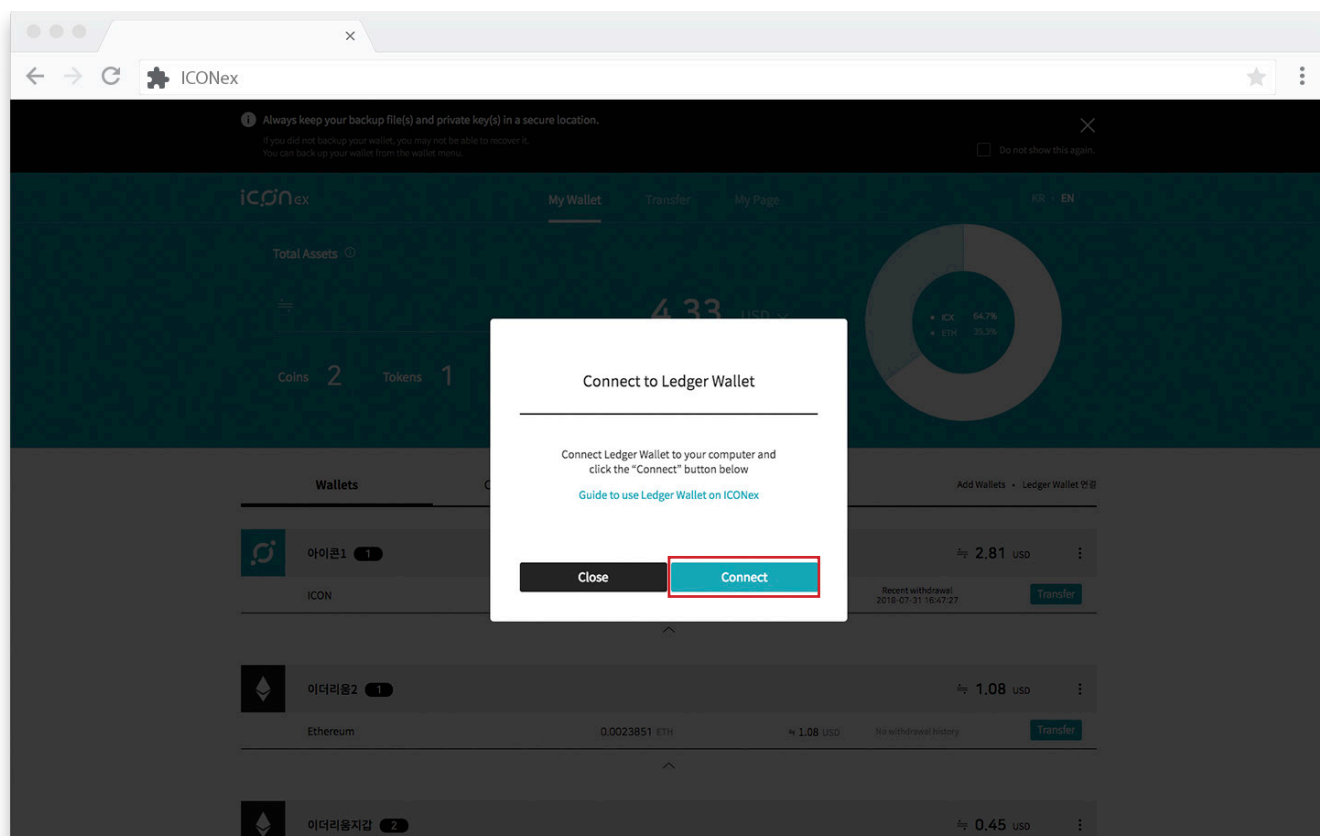 ICONex
Always keep your backup file(s) and private key(s) in a secure location.
If you did not backup your wallet, you may not be able to recover it.
You can back up your wallet from the wallet menu.
Do not show this again.
iconex
My Wallet
Transfer
My Page
KR · EN
Total Assets
4.33 USD
ICX 64,7%
ETH 35,3%
Coins 2
Tokens 1
Connect to Ledger Wallet
Connect Ledger Wallet to your computer and
click the “Connect” button below
Guide to use Ledger Wallet on ICONex
Close
Connect
Wallets
Add Wallets • Ledger Wallet 연결
아이콘1 1
≒ 2.81 USD
ICON
Recent withdrawal
2018-07-31 16:47:27
Transfer
이더리움2 1
≒ 1.08 USD
Ethereum
0.0023851 ETH
≒ 1.08 USD
No withdrawal history
Transfer
이더리움지갑 2
≒ 0.45 USD